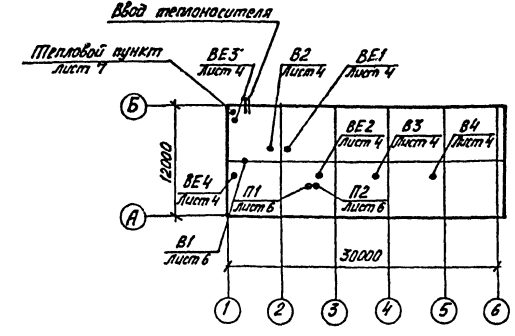 Ввод теплоносителя
Тепловой пункт
лист 7
ВЕ3
лист 4
В2
лист 4
ВЕ1
лист 4
Б
12000
ВЕ2
лист 4
В3
лист 4
В4
лист 4
ВЕ4
лист 4
П1
лист 6
П2
лист 6
А
В1
лист 6
30000
1
2
3
4
5
6